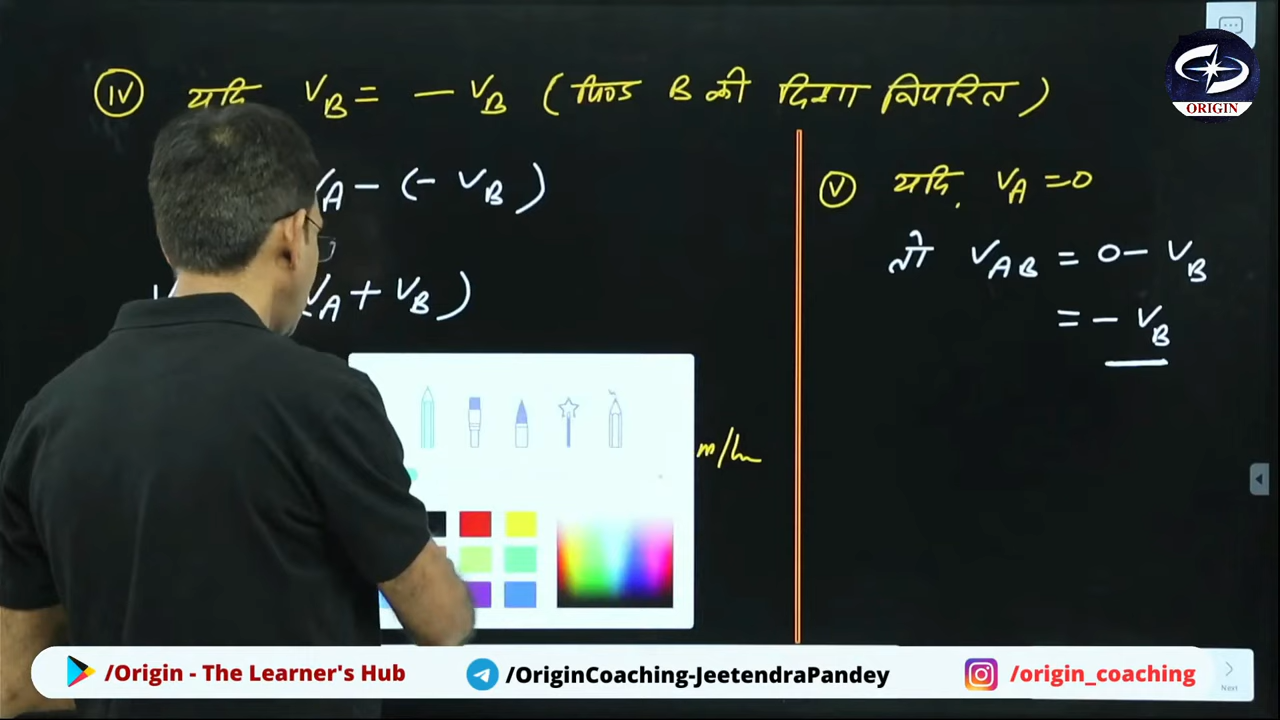 iv यदि V_B = - V_B (पिण्ड B की दिशा विपरित)
V_A - (- V_B)
V_A + V_B)
m/h
v यदि, V_A = 0
तो V_AB = 0 - V_B
= - V_B
ORIGIN
/Origin - The Learner's Hub
/OriginCoaching-JeetendraPandey
/origin_coaching
Next